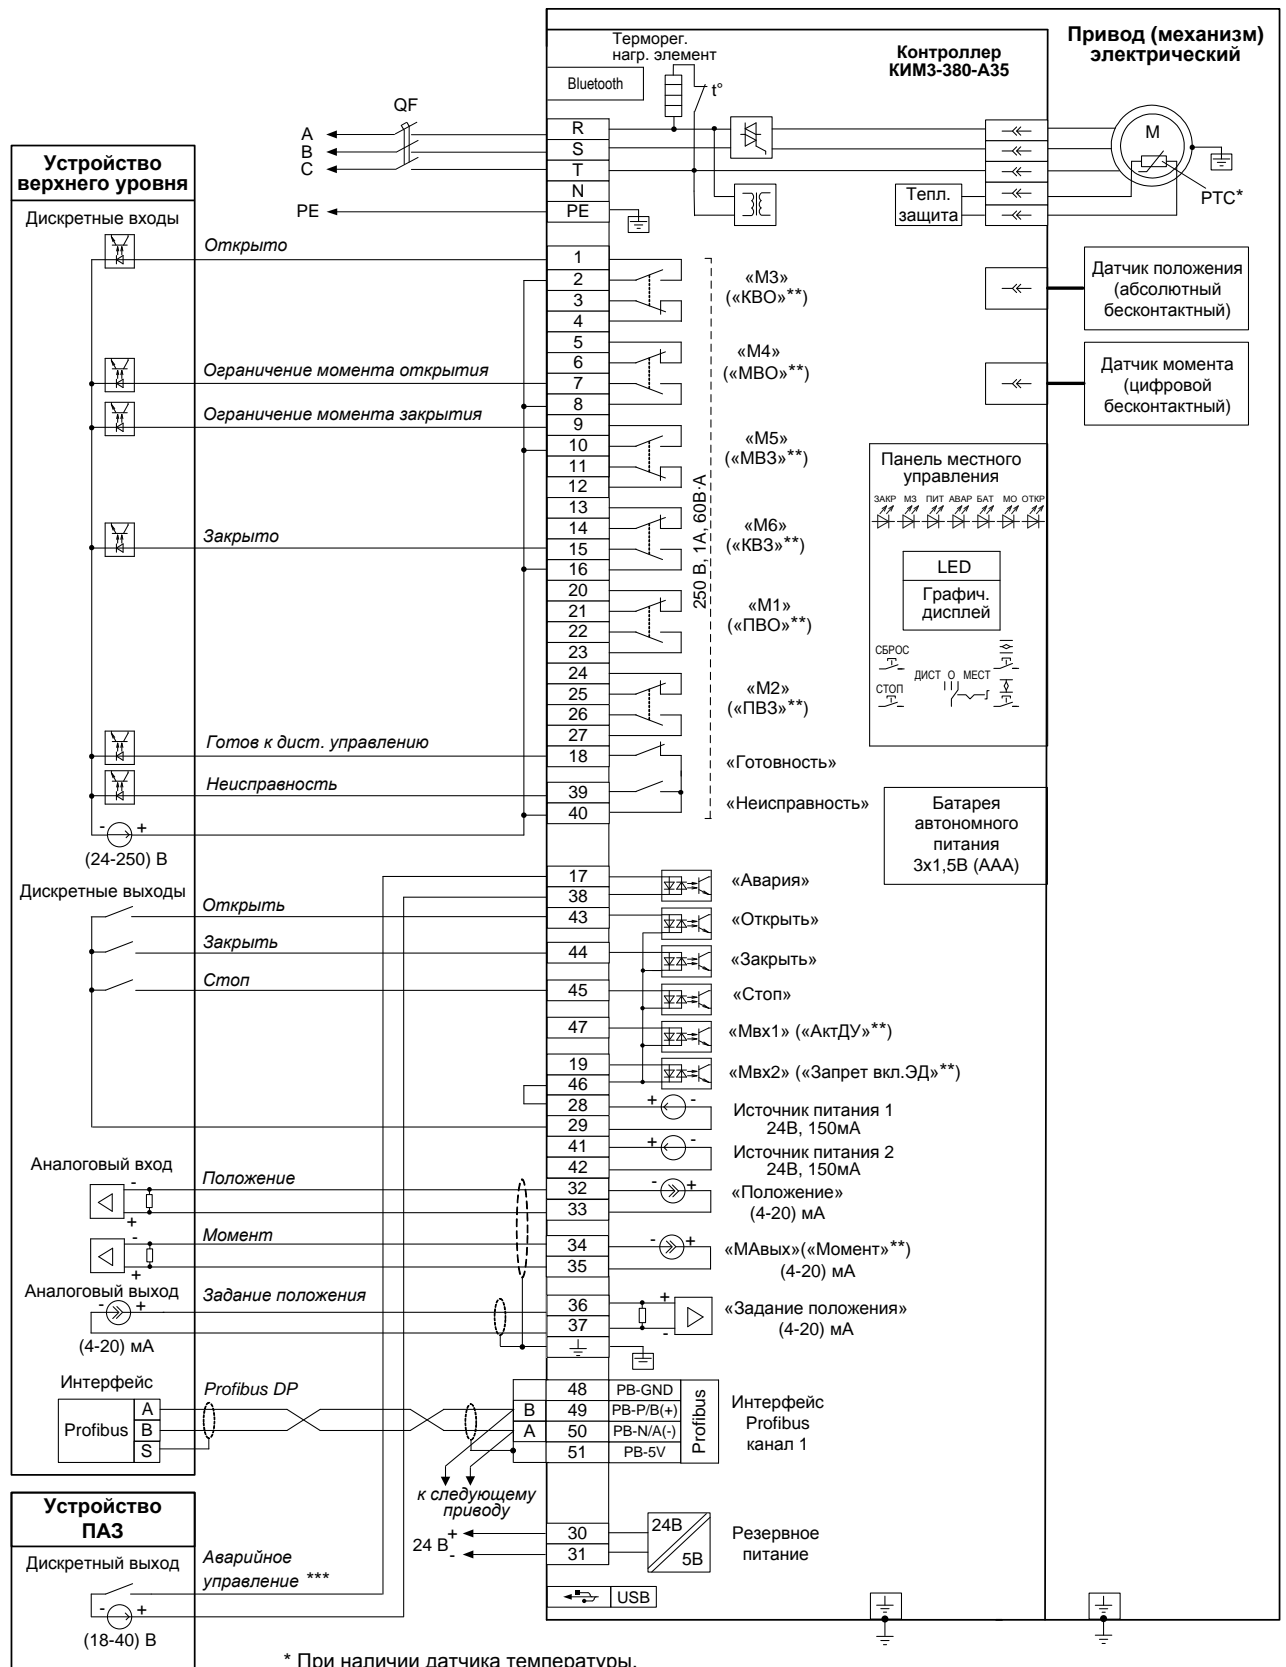 Привод (механизм)
электрический
Контроллер
КИМ3-380-А35
Терморег.
нагр. элемент
Bluetooth
t°
QF
A
B
C
PE
R
S
T
N
PE
Тепл.
защита
M
PTC*
Устройство
верхнего уровня
Дискретные входы
Открыто
Ограничение момента открытия
Ограничение момента закрытия
Закрыто
Готов к дист. управлению
Неисправность
- +
(24-250) В
1
2
3
4
5
6
7
8
9
10
11
12
13
14
15
16
20
21
22
23
24
25
26
27
18
39
40
«М3»
(«КВО»**)
«М4»
(«МВО»**)
«М5»
(«МВЗ»**)
«М6»
(«КВЗ»**)
«М1»
(«ПВО»**)
«М2»
(«ПВЗ»**)
«Готовность»
«Неисправность»
250 В, 1А, 60В·А
Датчик положения
(абсолютный
бесконтактный)
Датчик момента
(цифровой
бесконтактный)
Панель местного
управления
ЗАКР МЗ ПИТ АВАР БАТ МО ОТКР
LED
Графич.
дисплей
СБРОС
СТОП
ДИСТ О МЕСТ
Батарея
автономного
питания
3x1,5В (ААА)
Дискретные выходы
Открыть
Закрыть
Стоп
17
38
43
44
45
47
19
46
28
29
41
42
32
33
34
35
36
37
«Авария»
«Открыть»
«Закрыть»
«Стоп»
«Мвх1» («АктДУ»**)
«Мвх2» («Запрет вкл.ЭД»**)
+ -
Источник питания 1
24В, 150мА
+ -
Источник питания 2
24В, 150мА
- +
«Положение»
(4-20) мА
- +
«МАвых»(«Момент»**)
(4-20) мА
+
-
«Задание положения»
(4-20) мА
Аналоговый вход
Положение
-
+
Момент
-
+
Аналоговый выход
Задание положения
- +
(4-20) мА
Интерфейс
Profibus
A
B
S
Profibus DP
B
A
48 PB-GND
49 PB-P/B(+)
50 PB-N/A(-)
51 PB-5V
Profibus
Интерфейс
Profibus
канал 1
к следующему
приводу
24 В
+
-
30
31
24В
5В
Резервное
питание
USB
Устройство
ПАЗ
Дискретный выход
Аварийное
управление ***
- +
(18-40) В
* При наличии датчика температуры.